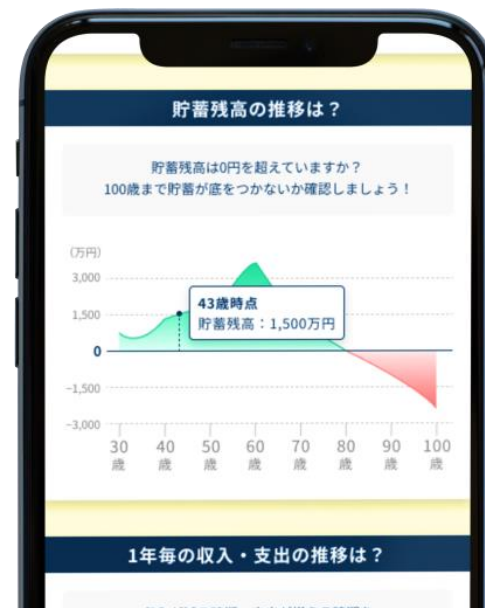 貯蓄残高の推移は？
貯蓄残高は0円を超えていますか？
100歳まで貯蓄が底をつかないか確認しましょう！
(万円)
3,000
1,500
0
−1,500
−3,000
43歳時点
貯蓄残高：1,500万円
30 40 50 60 70 80 90 100
歳 歳 歳 歳 歳 歳 歳 歳
1年毎の収入・支出の推移は？